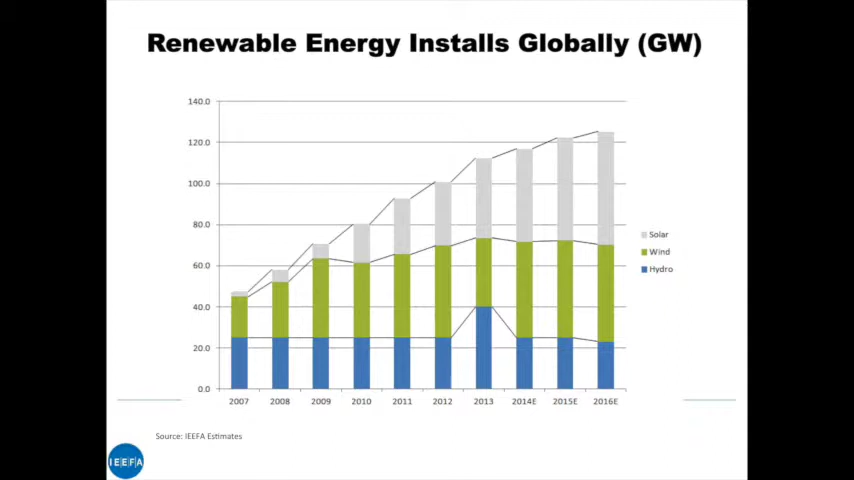 Renewable Energy Installs Globally (GW)
140.0
120.0
100.0
80.0
60.0
40.0
20.0
0.0
2007 2008 2009 2010 2011 2012 2013 2014E 2015E 2016E
Solar
Wind
Hydro
Source: IEEFA Estimates
IEEFA